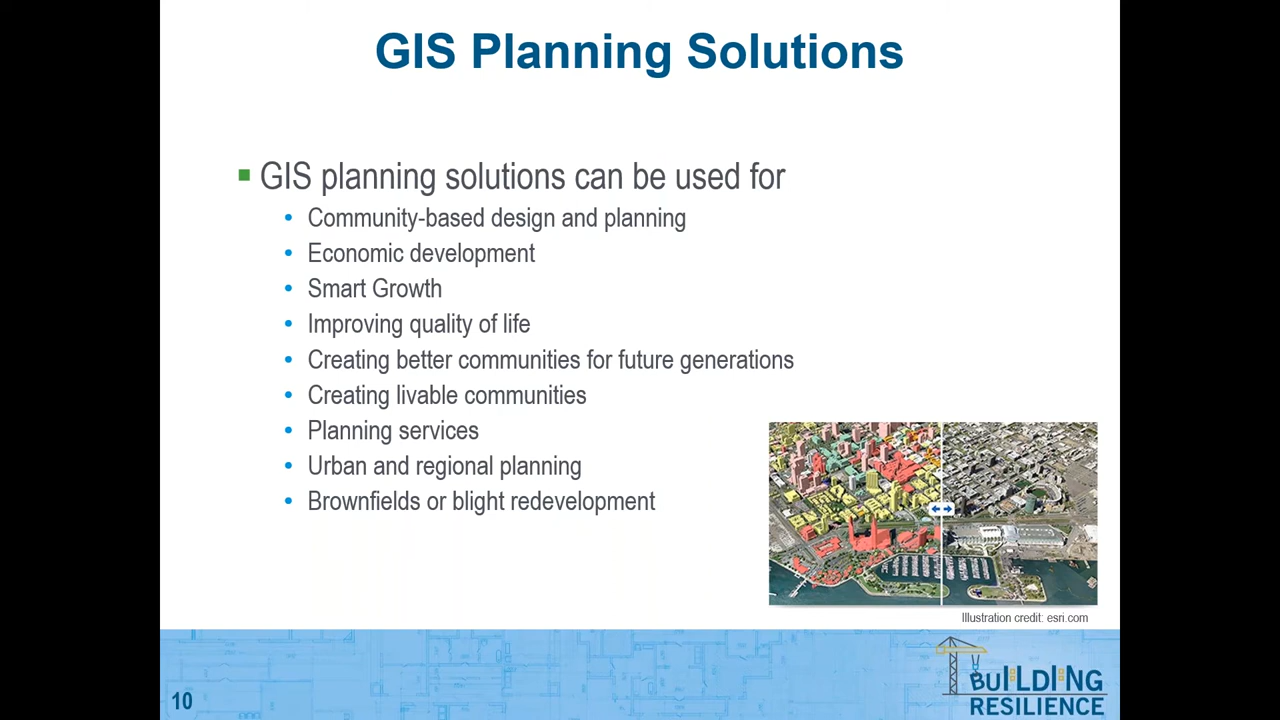 GIS Planning Solutions
GIS planning solutions can be used for
Community-based design and planning
Economic development
Smart Growth
Improving quality of life
Creating better communities for future generations
Creating livable communities
Planning services
Urban and regional planning
Brownfields or blight redevelopment
Illustration credit: esri.com
10
BUILDING
RESILIENCE